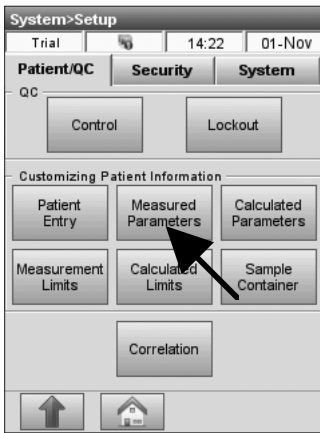 System>Setup
Trial 14:22 01-Nov
Patient/QC Security System
QC
Control Lockout
Customizing Patient Information
Patient Measured Calculated
Entry Parameters Parameters
Measurement Calculated Sample
Limits Limits Container
Correlation